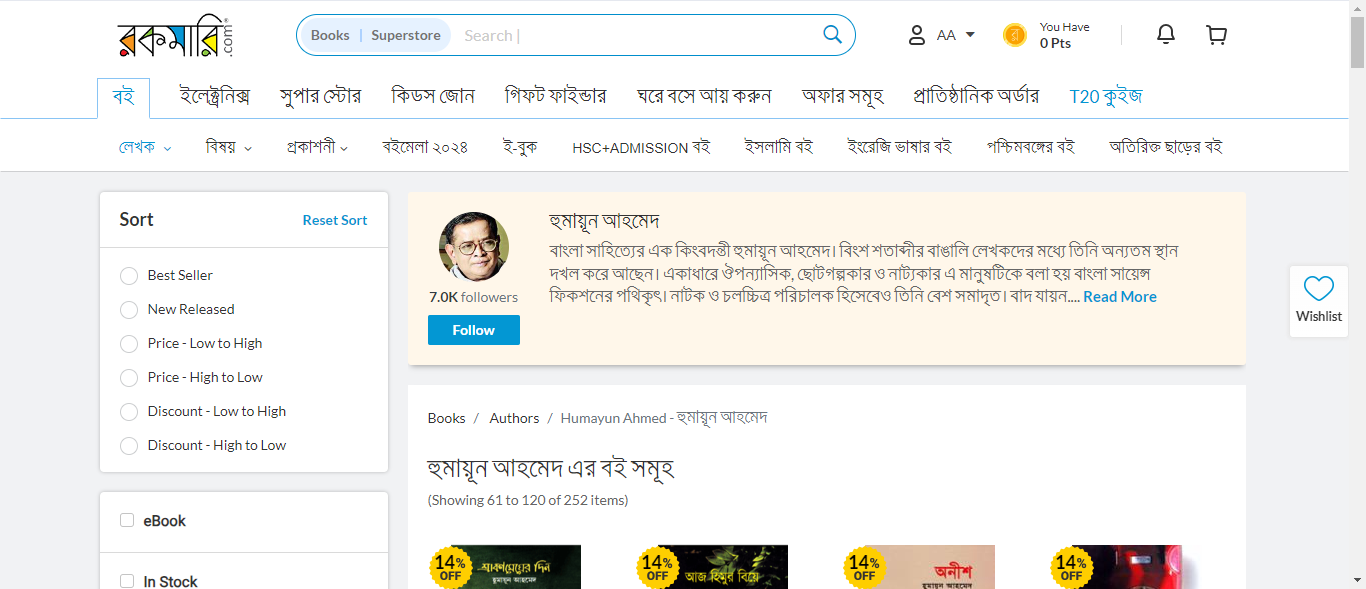 রকমারি.com
Books | Superstore Search |
AA
You Have
0 Pts
বই ইলেক্ট্রনিক্স সুপার স্টোর কিডস জোন গিফট ফাইন্ডার ঘরে বসে আয় করুন অফার সমূহ প্রাতিষ্ঠানিক অর্ডার T20 কুইজ
লেখক বিষয় প্রকাশনী বইমেলা ২০২৪ ই-বুক HSC+ADMISSION বই ইসলামি বই ইংরেজি ভাষার বই পশ্চিমবঙ্গের বই অতিরিক্ত ছাড়ের বই
Sort Reset Sort
Best Seller
New Released
Price - Low to High
Price - High to Low
Discount - Low to High
Discount - High to Low
eBook
In Stock
হুমায়ূন আহমেদ
বাংলা সাহিত্যের এক কিংবদন্তী হুমায়ূন আহমেদ। বিংশ শতাব্দীর বাঙালি লেখকদের মধ্যে তিনি অন্যতম স্থান
দখল করে আছেন। একাধারে ঔপন্যাসিক, ছোটগল্পকার ও নাট্যকার এ মানুষটিকে বলা হয় বাংলা সায়েন্স
ফিকশনের পথিকৃৎ। নাটক ও চলচ্চিত্র পরিচালক হিসেবেও তিনি বেশ সমাদৃত। বাদ যায়ন.... Read More
7.0K followers
Follow
Wishlist
Books / Authors / Humayun Ahmed - হুমায়ূন আহমেদ
হুমায়ূন আহমেদ এর বই সমূহ
(Showing 61 to 120 of 252 items)
14% OFF
শ্রাবণমেঘের দিন
হুমায়ূন আহমেদ
14% OFF
আজ হিমুর বিয়ে
14% OFF
অনীশ
হুমায়ূন আহমেদ
14% OFF